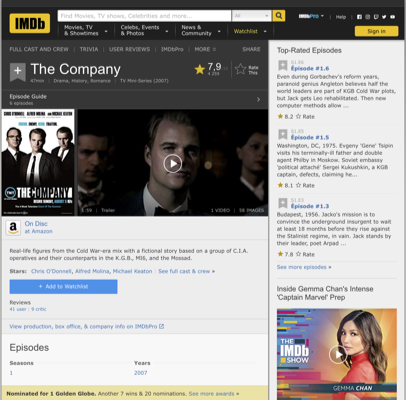 IMDb
Find Movies, TV shows, Celebrities and more...
All
IMDbPro
Help
Movies, TV
& Showtimes
Celebs, Events
& Photos
News &
Community
Watchlist
Sign in
FULL CAST AND CREW | TRIVIA | USER REVIEWS | IMDbPro | MORE
SHARE
The Company
47min | Drama, History, Romance | TV Mini-Series (2007)
7,9
Rate
This
Episode Guide
6 episodes
CHRIS O'DONNELL ALFRED MOLINA AND MICHAEL KEATON
TNT
THE COMPANY
2:59 | Trailer
1 VIDEO | 58 IMAGES
On Disc
at Amazon
Real-life figures from the Cold War-era mix with a fictional story based on a group of C.I.A.
operatives and their counterparts in the K.G.B., MI6, and the Mossad.
Stars: Chris O'Donnell, Alfred Molina, Michael Keaton | See full cast & crew »
+ Add to Watchlist
Reviews
41 user | 9 critic
View production, box office, & company info on IMDbPro
Episodes
Seasons
Years
1
2007
Nominated for 1 Golden Globe. Another 7 wins & 20 nominations. See more awards »
Top-Rated Episodes
S1.E6
Episode #1.6
Even during Gorbachev's reform years,
paranoid genius Angleton believes half the
world leaders are part of KGB Cold War plots,
but Jack gets Leo rehabilitated. Then new
computer methods allow ...
8.2 Rate
S1.E5
Episode #1.5
Washington, DC, 1975. Evgeny 'Gene' Tsipin
visits his terminally-ill father and double
agent Philby in Moscow. Soviet embassy
'political attaché' Sergei Kukushkin, a KGB
captain, defects, claiming he...
8.1 Rate
S1.E3
Episode #1.3
Budapest, 1956. Jacko's mission is to
convince the underground insurgent to wait
at least 18 months before they rise against
the Stalinist regime, in vain. Jack stands by
their leader, poet Arpad ...
7.8 Rate
See more episodes »
Inside Gemma Chan's Intense
'Captain Marvel' Prep
THE
IMDb
SHOW
GEMMA CHAN